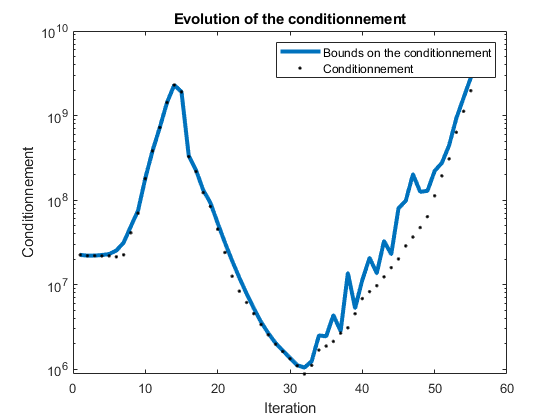 Evolution of the conditionnement
10^10
Bounds on the conditionnement
Conditionnement
10^9
10^8
10^7
10^6
Conditionnement
0 10 20 30 40 50 60
Iteration